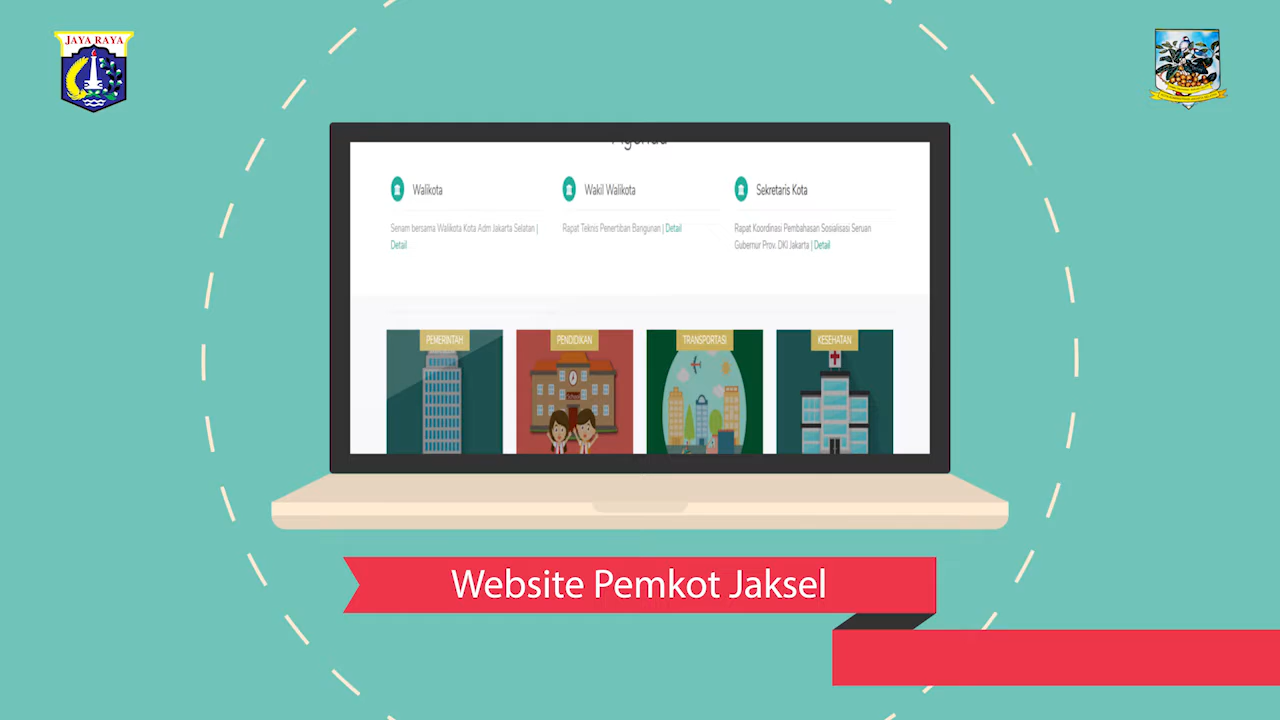 JAYA RAYA
Agenda
Walikota
Wakil Walikota
Sekretaris Kota
Senam bersama Walikota Kota Adm Jakarta Selatan |
Detail
Rapat Teknis Penertiban Bangunan | Detail
Rapat Koordinasi Pembahasan Sosialisasi Seruan
Gubernur Prov. DKI Jakarta | Detail
PEMERINTAH
PENDIDIKAN
TRANSPORTASI
KESEHATAN
Website Pemkot Jaksel